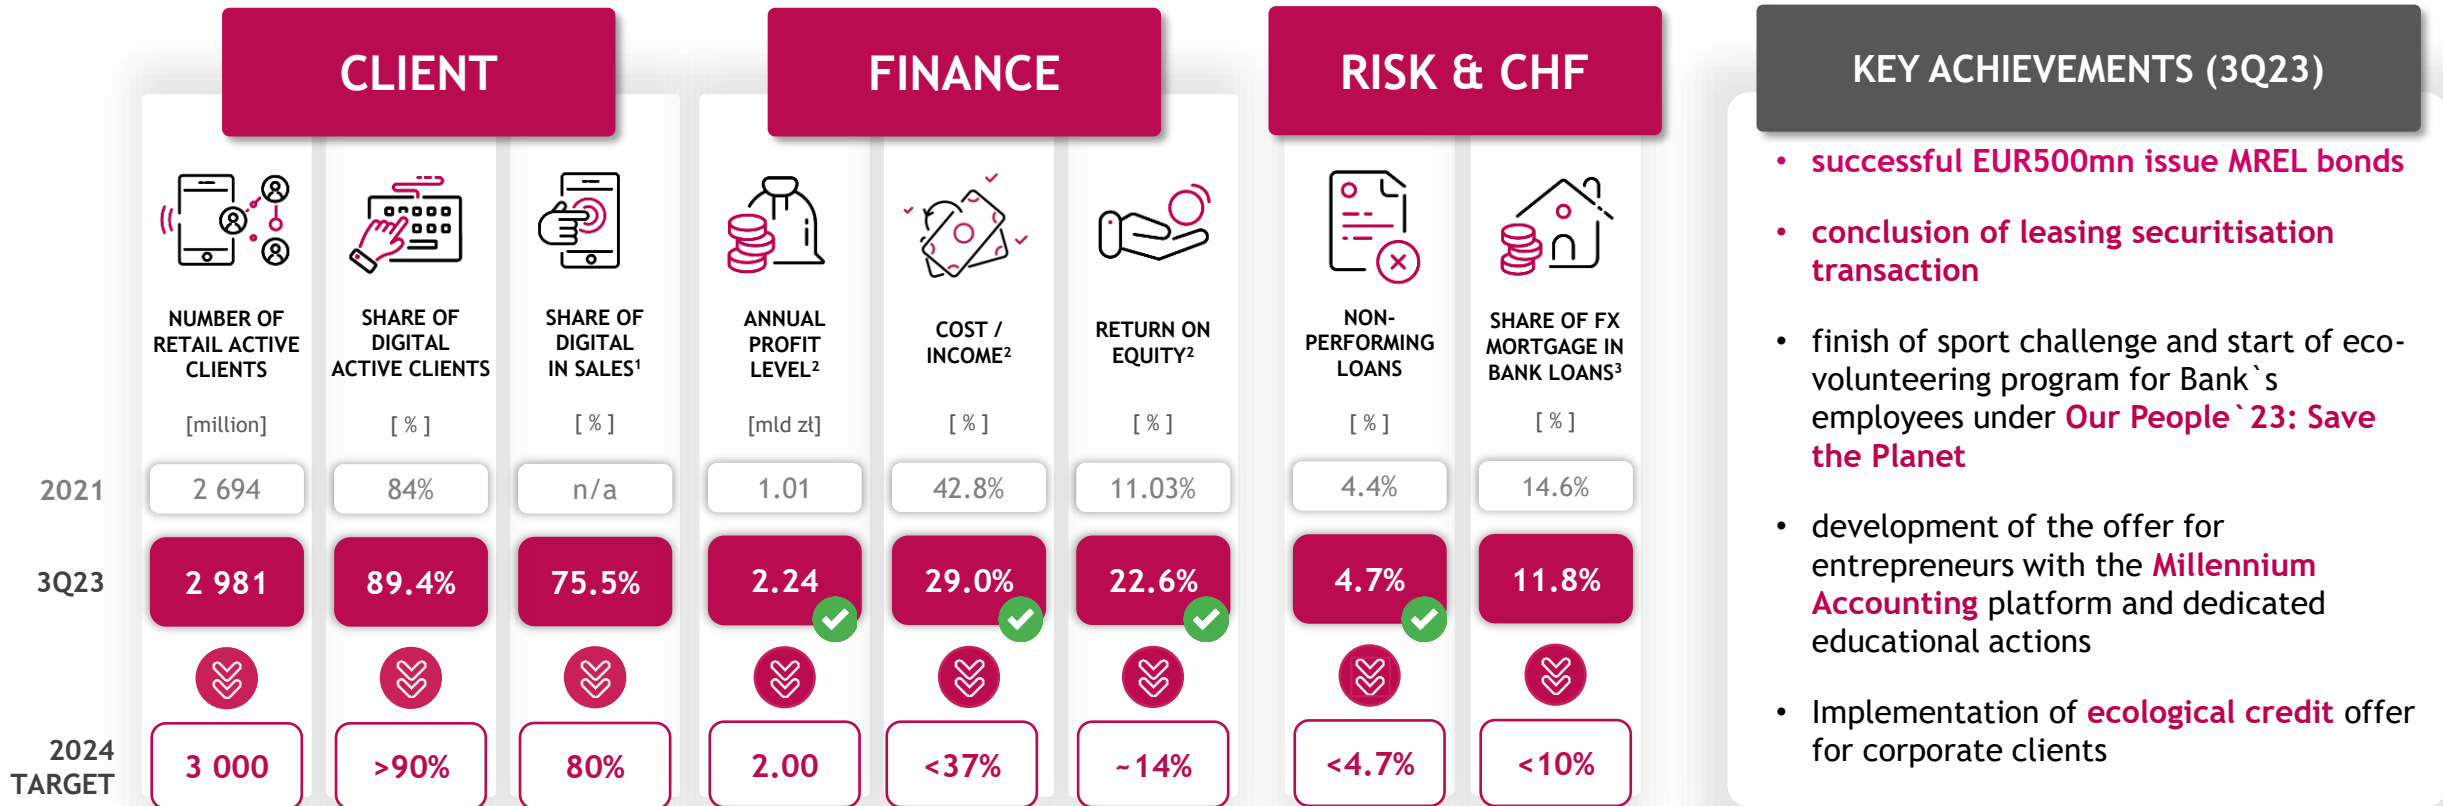 CLIENT
FINANCE
RISK & CHF
KEY ACHIEVEMENTS (3Q23)
NUMBER OF
RETAIL ACTIVE
CLIENTS
[million]
SHARE OF
DIGITAL
ACTIVE CLIENTS
[ % ]
SHARE OF
DIGITAL
IN SALES¹
[ % ]
ANNUAL
PROFIT
LEVEL²
[mld zł]
COST /
INCOME²
[ % ]
RETURN ON
EQUITY²
[ % ]
NON-
PERFORMING
LOANS
[ % ]
SHARE OF FX
MORTGAGE IN
BANK LOANS³
[ % ]
2021
2 694
84%
n/a
1.01
42.8%
11.03%
4.4%
14.6%
3Q23
2 981
89.4%
75.5%
2.24
29.0%
22.6%
4.7%
11.8%
2024
TARGET
3 000
>90%
80%
2.00
<37%
~14%
<4.7%
<10%
• successful EUR500mn issue MREL bonds
• conclusion of leasing securitisation
transaction
• finish of sport challenge and start of eco-
volunteering program for Bank`s
employees under Our People`23: Save
the Planet
• development of the offer for
entrepreneurs with the Millennium
Accounting platform and dedicated
educational actions
• Implementation of ecological credit offer
for corporate clients